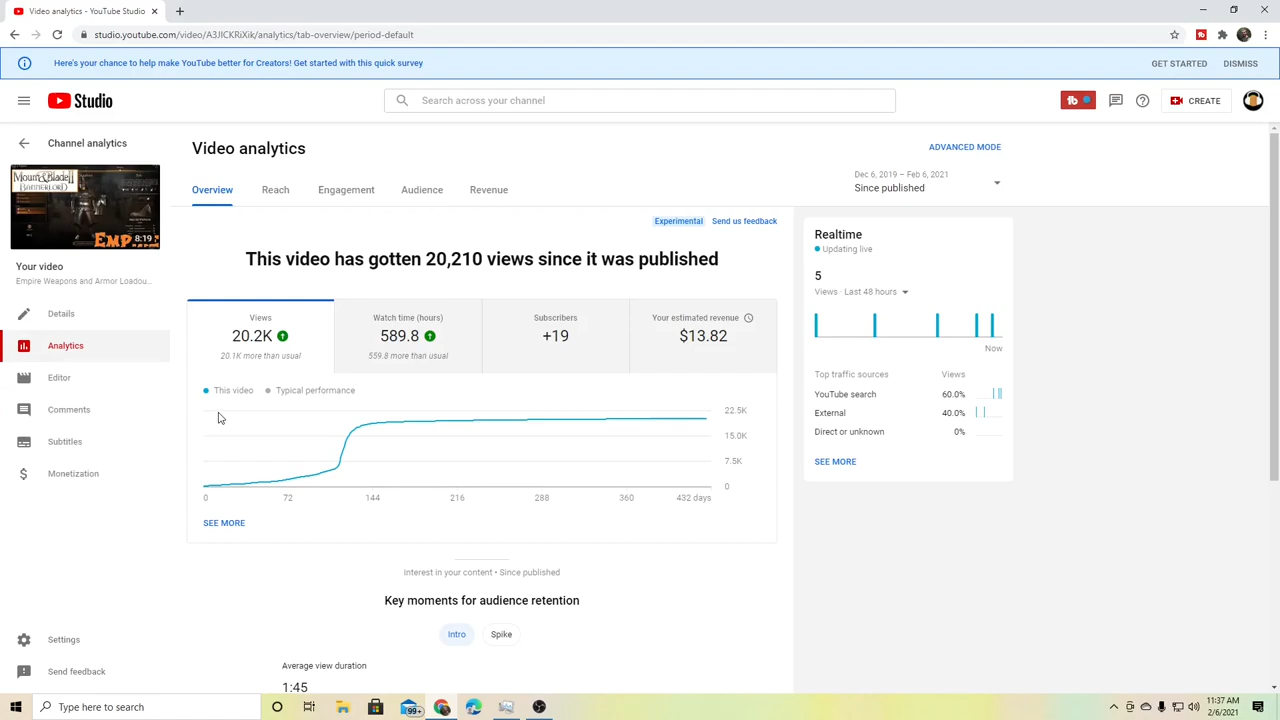 Video analytics - YouTube Studio
studio.youtube.com/video/A3JICKRiXik/analytics/tab-overview/period-default
Here's your chance to help make YouTube better for Creators! Get started with this quick survey
GET STARTED
DISMISS
Studio
Search across your channel
CREATE
Channel analytics
MOUNT & BLADE II
BANNERLORD
EMP
8:19
Your video
Empire Weapons and Armor Loadou...
Details
Analytics
Editor
Comments
Subtitles
Monetization
Settings
Send feedback
Video analytics
ADVANCED MODE
Overview
Reach
Engagement
Audience
Revenue
Dec 6, 2019 – Feb 6, 2021
Since published
Experimental
Send us feedback
This video has gotten 20,210 views since it was published
Views
20.2K
20.1K more than usual
Watch time (hours)
589.8
559.8 more than usual
Subscribers
+19
Your estimated revenue
$13.82
This video
Typical performance
22.5K
15.0K
7.5K
0
0 72 144 216 288 360 432 days
SEE MORE
Interest in your content • Since published
Key moments for audience retention
Intro
Spike
Average view duration
1:45
Realtime
Updating live
5
Views · Last 48 hours
Now
Top traffic sources Views
YouTube search 60.0%
External 40.0%
Direct or unknown 0%
SEE MORE
Type here to search
99+
11:37 AM
2/6/2021